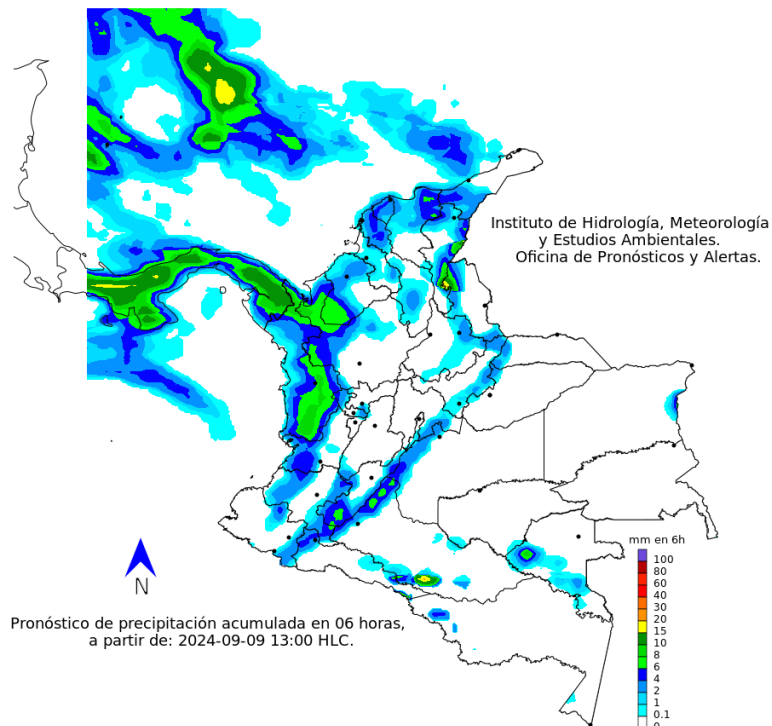 Instituto de Hidrología, Meteorología
y Estudios Ambientales.
Oficina de Pronósticos y Alertas.
mm en 6h
100
80
60
40
30
20
15
10
8
6
4
2
1
0.1
0
N
Pronóstico de precipitación acumulada en 06 horas,
a partir de: 2024-09-09 13:00 HLC.